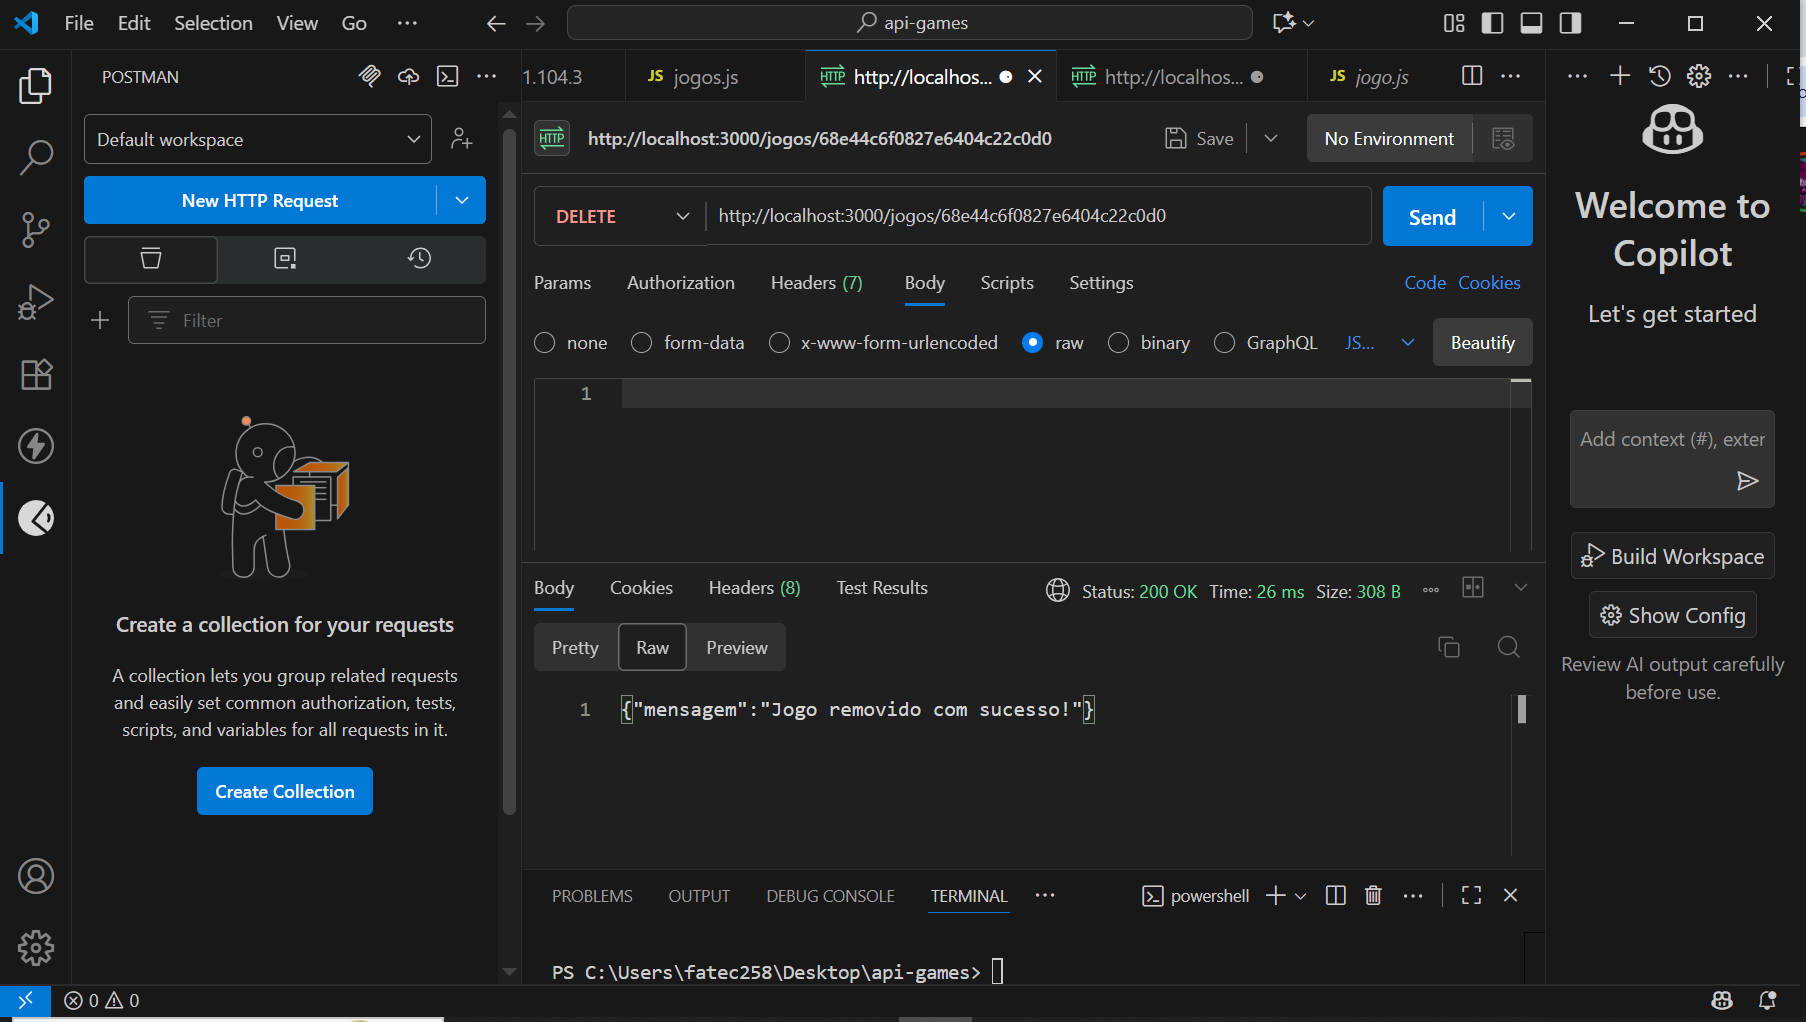 File Edit Selection View Go
api-games
POSTMAN
Default workspace
New HTTP Request
Filter
Create a collection for your requests
A collection lets you group related requests
and easily set common authorization, tests,
scripts, and variables for all requests in it.
Create Collection
1.104.3
JS jogos.js
HTTP http://localhos...
HTTP http://localhos...
JS jogo.js
HTTP http://localhost:3000/jogos/68e44c6f0827e6404c22c0d0
Save
No Environment
DELETE
http://localhost:3000/jogos/68e44c6f0827e6404c22c0d0
Send
Params Authorization Headers (7) Body Scripts Settings Code Cookies
none form-data x-www-form-urlencoded raw binary GraphQL JS... Beautify
1
Body Cookies Headers (8) Test Results Status: 200 OK Time: 26 ms Size: 308 B
Pretty Raw Preview
1 {"mensagem":"Jogo removido com sucesso!"}
PROBLEMS OUTPUT DEBUG CONSOLE TERMINAL powershell
PS C:\Users\fatec258\Desktop\api-games>
Welcome to
Copilot
Let's get started
Add context (#), exter
Build Workspace
Show Config
Review AI output carefully
before use.
0 0